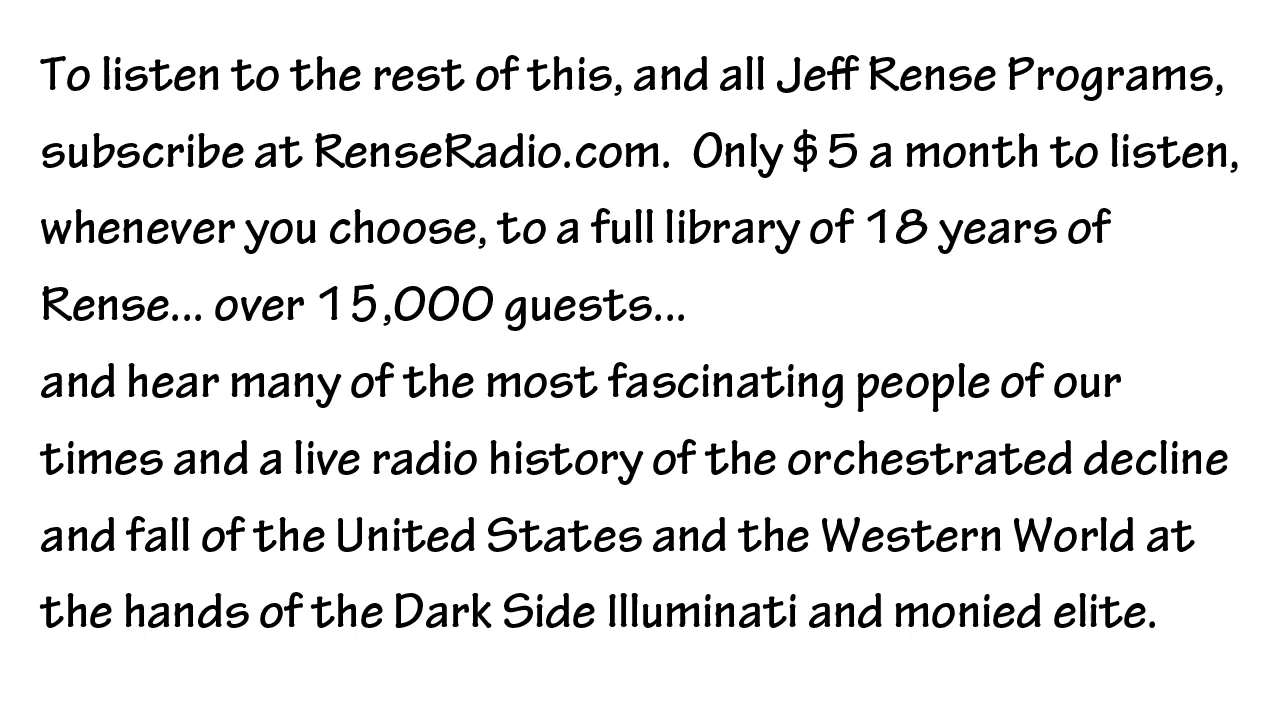 To listen to the rest of this, and all Jeff Rense Programs,
subscribe at RenseRadio.com.  Only $5 a month to listen,
whenever you choose, to a full library of 18 years of
Rense... over 15,000 guests...
and hear many of the most fascinating people of our
times and a live radio history of the orchestrated decline
and fall of the United States and the Western World at
the hands of the Dark Side Illuminati and monied elite.